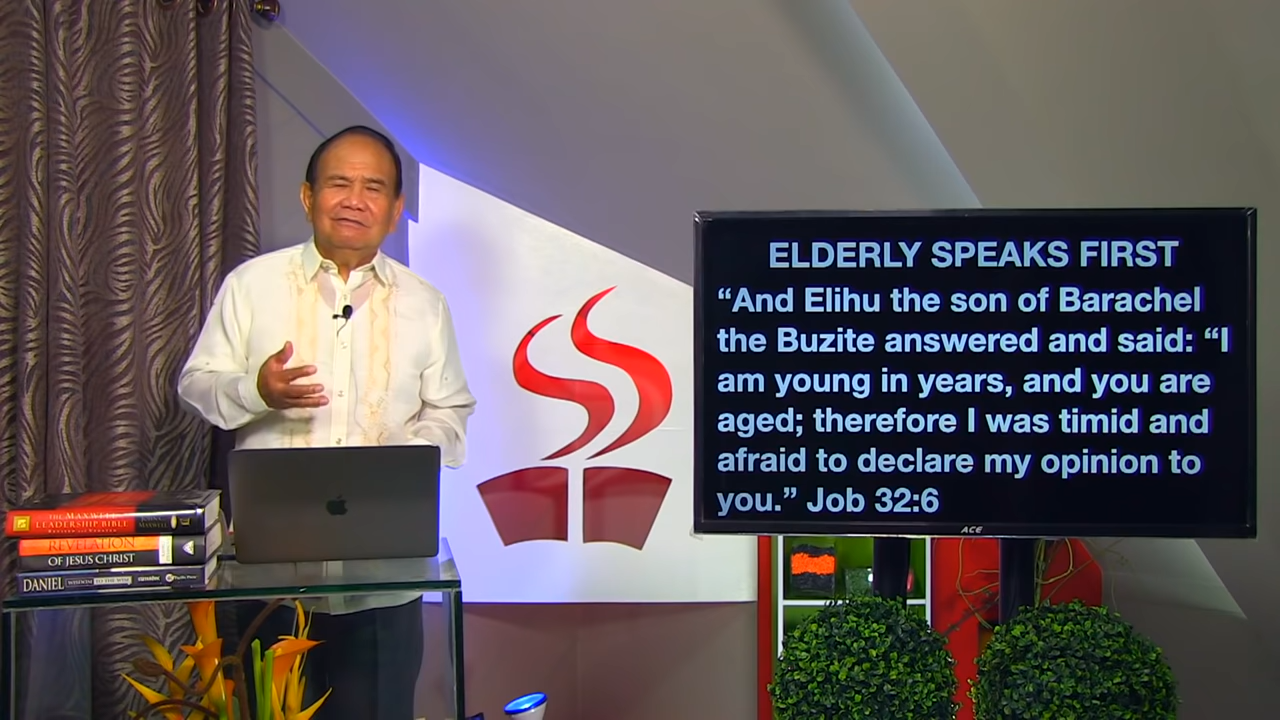 ELDERLY SPEAKS FIRST
“And Elihu the son of Barachel
the Buzite answered and said: “I
am young in years, and you are
aged; therefore I was timid and
afraid to declare my opinion to
you.” Job 32:6
ACE
THE MAXWELL
LEADERSHIP BIBLE
REVELATION
OF JESUS CHRIST
DANIEL